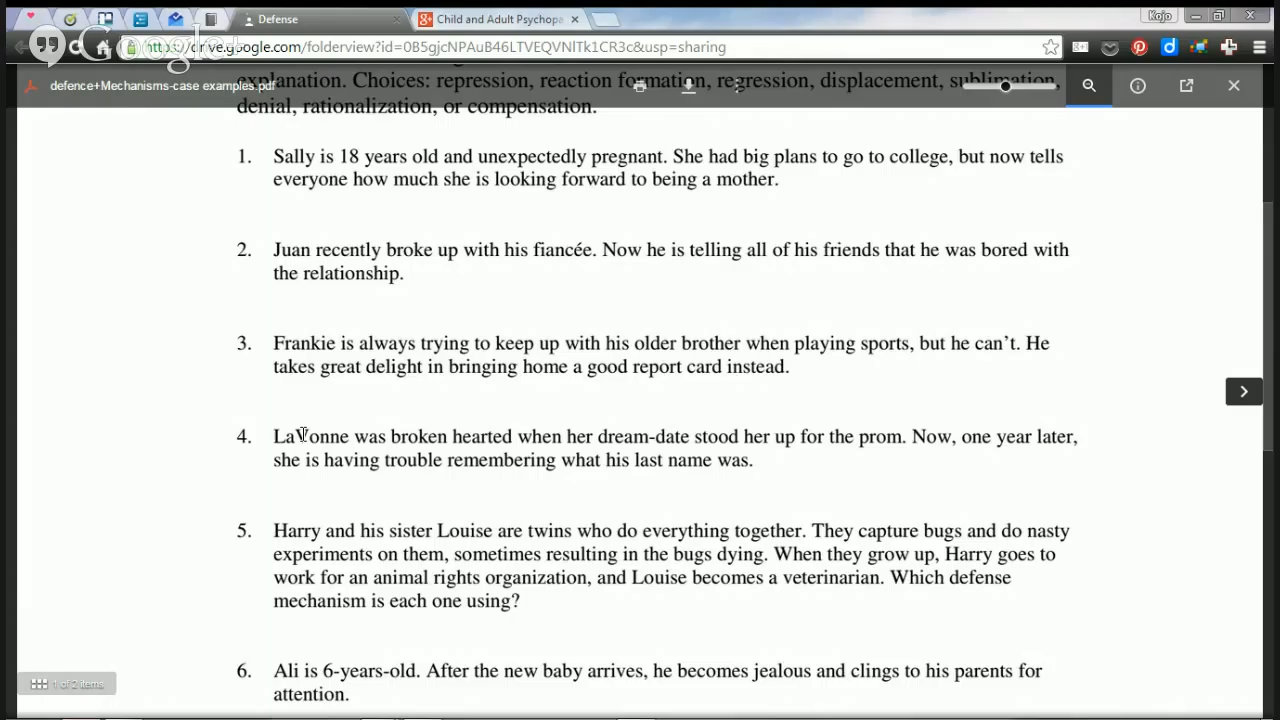 Kojo
Defense
Child and Adult Psychopa
https://drive.google.com/folderview?id=0B5gjcNPAuB46LTVEQVNlTk1CR3c&usp=sharing
Google+
defence+Mechanisms-case examples.pdf
explanation. Choices: repression, reaction formation, regression, displacement, sublimation,
denial, rationalization, or compensation.
1. Sally is 18 years old and unexpectedly pregnant. She had big plans to go to college, but now tells
everyone how much she is looking forward to being a mother.
2. Juan recently broke up with his fiancée. Now he is telling all of his friends that he was bored with
the relationship.
3. Frankie is always trying to keep up with his older brother when playing sports, but he can't. He
takes great delight in bringing home a good report card instead.
4. LaVonne was broken hearted when her dream-date stood her up for the prom. Now, one year later,
she is having trouble remembering what his last name was.
5. Harry and his sister Louise are twins who do everything together. They capture bugs and do nasty
experiments on them, sometimes resulting in the bugs dying. When they grow up, Harry goes to
work for an animal rights organization, and Louise becomes a veterinarian. Which defense
mechanism is each one using?
6. Ali is 6-years-old. After the new baby arrives, he becomes jealous and clings to his parents for
attention.
1 of 2 items